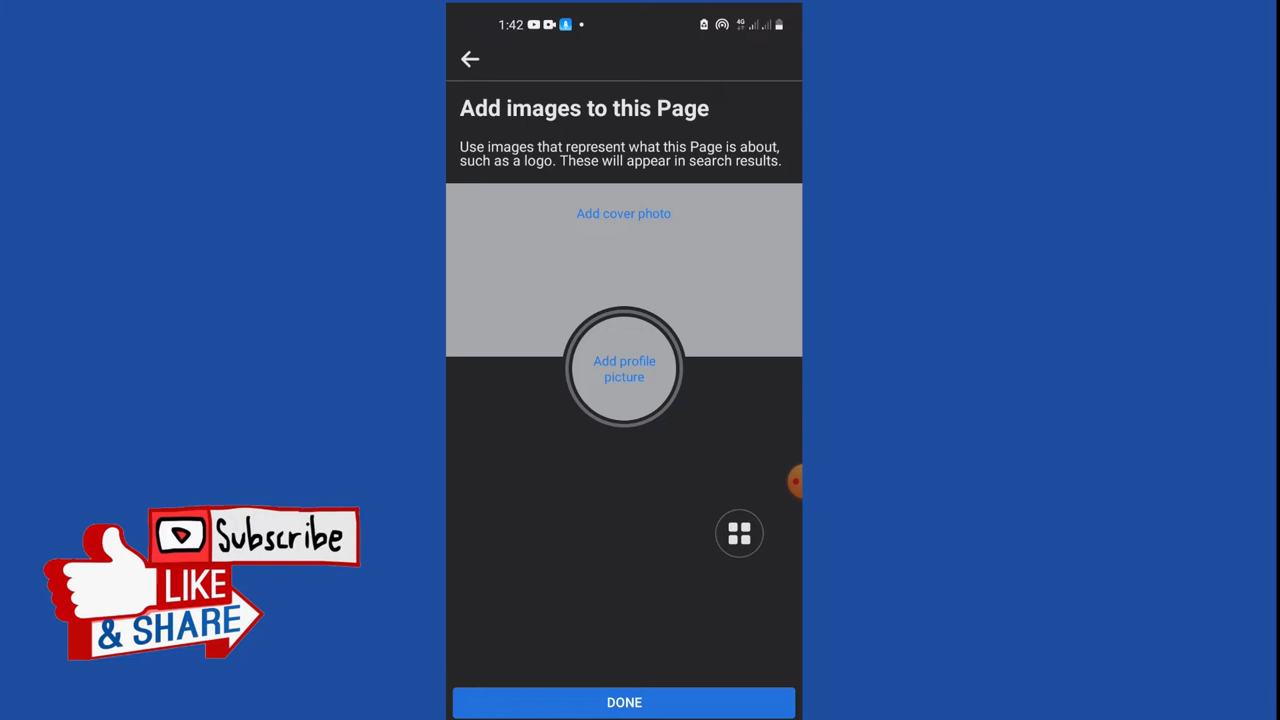 1:42
4G
Add images to this Page
Use images that represent what this Page is about,
such as a logo. These will appear in search results.
Add cover photo
Add profile
picture
Subscribe
LIKE
& SHARE
DONE